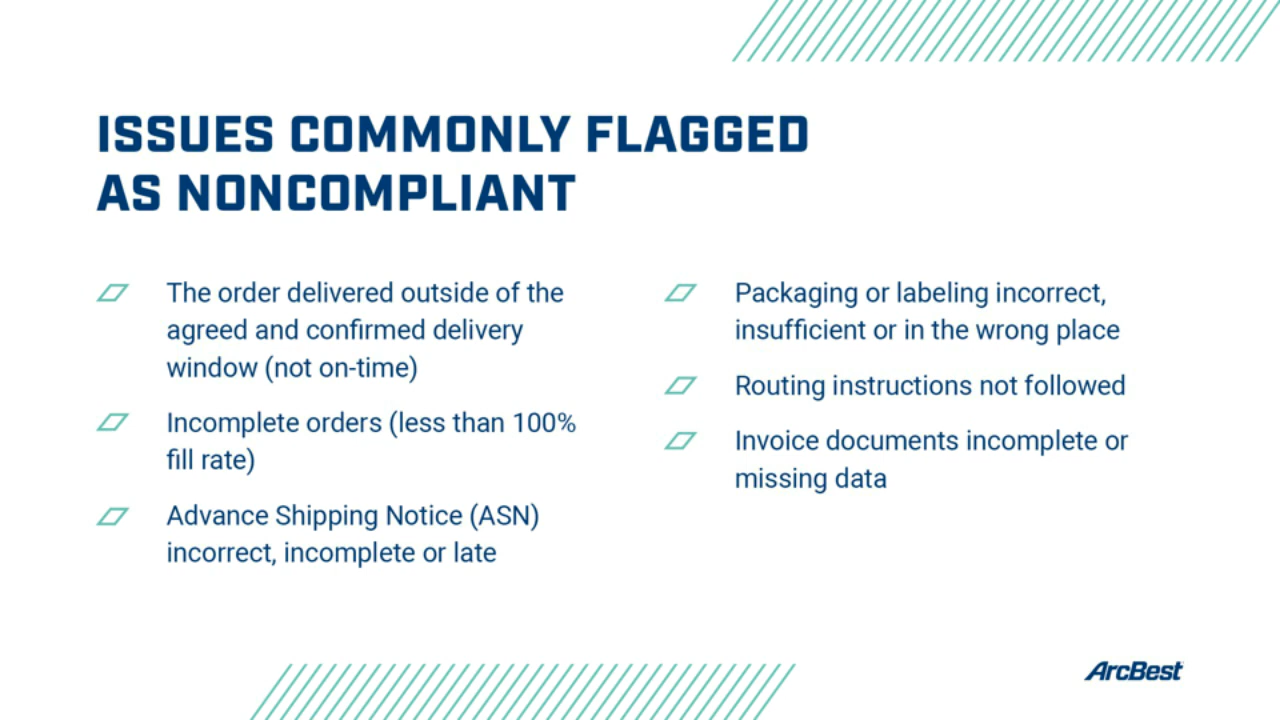 ISSUES COMMONLY FLAGGED
AS NONCOMPLIANT
The order delivered outside of the
agreed and confirmed delivery
window (not on-time)
Incomplete orders (less than 100%
fill rate)
Advance Shipping Notice (ASN)
incorrect, incomplete or late
Packaging or labeling incorrect,
insufficient or in the wrong place
Routing instructions not followed
Invoice documents incomplete or
missing data
ArcBest